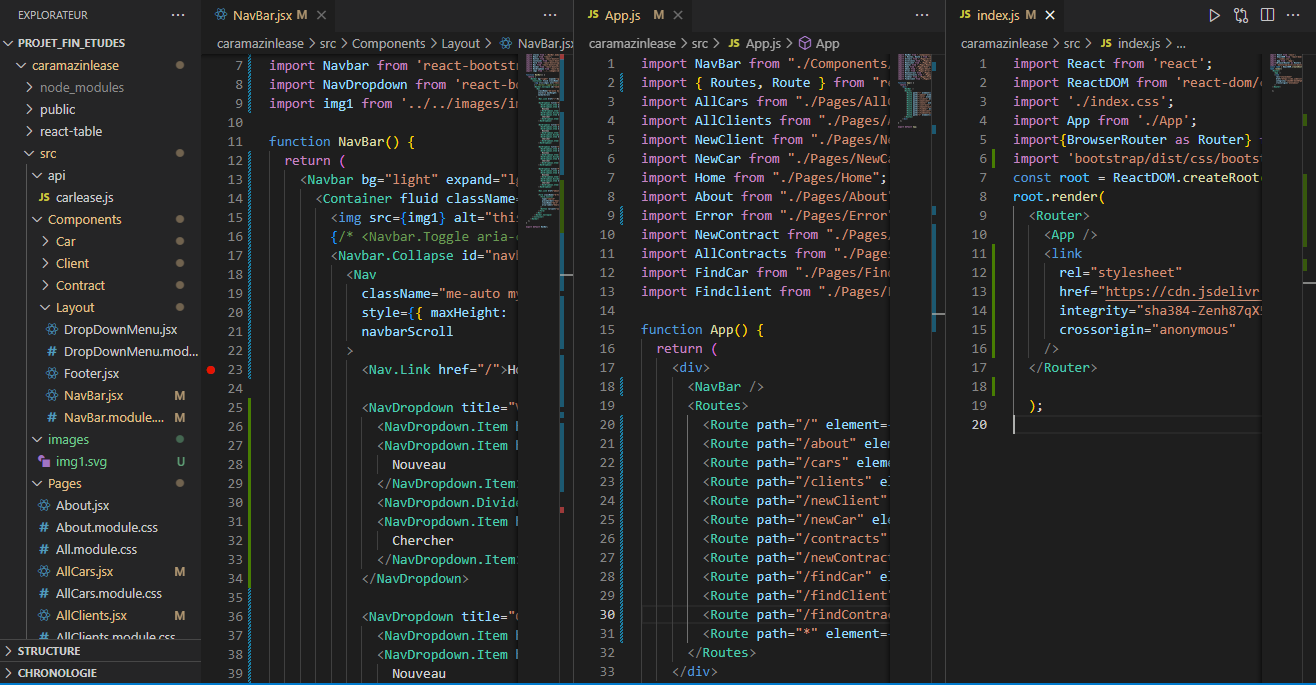 EXPLORATEUR
PROJET_FIN_ETUDES
caramazinlease
node_modules
public
react-table
src
api
JS carlease.js
Components
Car
Client
Contract
Layout
DropDownMenu.jsx
# DropDownMenu.mod...
Footer.jsx
NavBar.jsx M
# NavBar.module.... M
images
img1.svg U
Pages
About.jsx
# About.module.css
# All.module.css
AllCars.jsx M
# AllCars.module.css
AllClients.jsx M
# AllClients.module.css
STRUCTURE
CHRONOLOGIE
NavBar.jsx M
caramazinlease > src > Components > Layout > NavBar.jsx
7 import Navbar from 'react-bootstr
8 import NavDropdown from 'react-bo
9 import img1 from '../../images/im
10
11 function NavBar() {
12 return (
13 <Navbar bg="light" expand="lg
14 <Container fluid className=
15 <img src={img1} alt="this
16 {/* <Navbar.Toggle aria-c
17 <Navbar.Collapse id="navb
18 <Nav
19 className="me-auto my
20 style={{ maxHeight:
21 navbarScroll
22 >
23 <Nav.Link href="/">Ho
24
25 <NavDropdown title="V
26 <NavDropdown.Item
27 <NavDropdown.Item
28 Nouveau
29 </NavDropdown.Item
30 <NavDropdown.Divide
31 <NavDropdown.Item
32 Chercher
33 </NavDropdown.Item
34 </NavDropdown>
35
36 <NavDropdown title="C
37 <NavDropdown.Item
38 <NavDropdown.Item
39 Nouveau
JS App.js M
caramazinlease > src > JS App.js > App
1 import NavBar from "./Components/
2 import { Routes, Route } from "re
3 import AllCars from "./Pages/AllC
4 import AllClients from "./Pages/A
5 import NewClient from "./Pages/Ne
6 import NewCar from "./Pages/NewCa
7 import Home from "./Pages/Home";
8 import About from "./Pages/About"
9 import Error from "./Pages/Error"
10 import NewContract from "./Pages/
11 import AllContracts from "./Pages
12 import FindCar from "./Pages/Find
13 import Findclient from "./Pages/F
14
15 function App() {
16 return (
17 <div>
18 <NavBar />
19 <Routes>
20 <Route path="/" element=
21 <Route path="/about" elem
22 <Route path="/cars" eleme
23 <Route path="/clients" el
24 <Route path="/newClient"
25 <Route path="/newCar" ele
26 <Route path="/contracts"
27 <Route path="/newContract
28 <Route path="/findCar" el
29 <Route path="/findClient"
30 <Route path="/findContrac
31 <Route path="*" element=
32 </Routes>
33 </div>
JS index.js M
caramazinlease > src > JS index.js > ...
1 import React from 'react';
2 import ReactDOM from 'react-dom/
3 import './index.css';
4 import App from './App';
5 import{BrowserRouter as Router}
6 import 'bootstrap/dist/css/boots
7 const root = ReactDOM.createRoot
8 root.render(
9 <Router>
10 <App />
11 <link
12 rel="stylesheet"
13 href="https://cdn.jsdelivr
14 integrity="sha384-Zenh87qX
15 crossorigin="anonymous"
16 />
17 </Router>
18
19 );
20